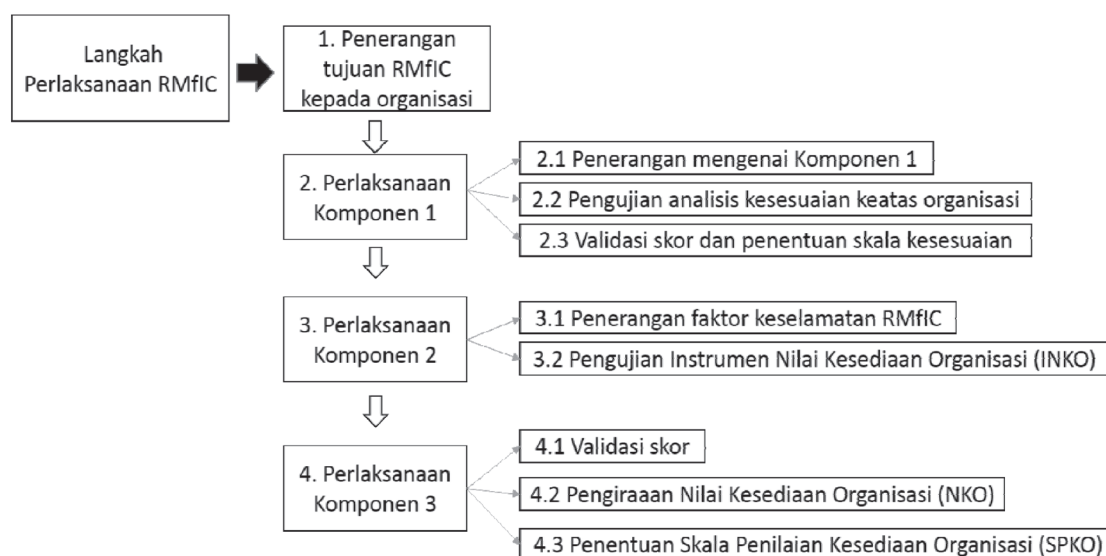 Langkah
Perlaksanaan RMfIC
1. Penerangan
tujuan RMfIC
kepada organisasi
2. Perlaksanaan
Komponen 1
2.1 Penerangan mengenai Komponen 1
2.2 Pengujian analisis kesesuaian keatas organisasi
2.3 Validasi skor dan penentuan skala kesesuaian
3. Perlaksanaan
Komponen 2
3.1 Penerangan faktor keselamatan RMfIC
3.2 Pengujian Instrumen Nilai Kesediaan Organisasi (INKO)
4. Perlaksanaan
Komponen 3
4.1 Validasi skor
4.2 Pengiraaan Nilai Kesediaan Organisasi (NKO)
4.3 Penentuan Skala Penilaian Kesediaan Organisasi (SPKO)